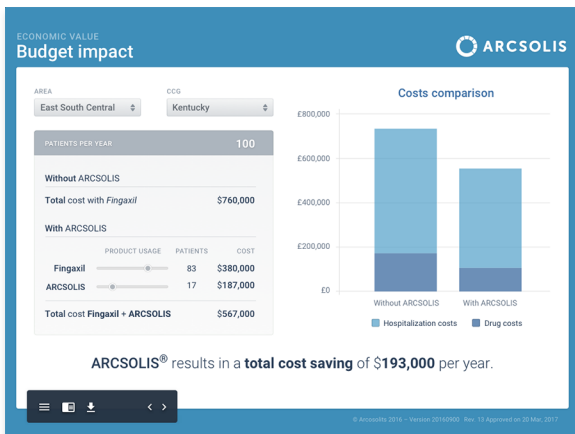 ECONOMIC VALUE
Budget impact
ARCSOLIS
AREA
CCG
East South Central
Kentucky
PATIENTS PER YEAR 100
Without ARCSOLIS
Total cost with Fingaxil $760,000
With ARCSOLIS
PRODUCT USAGE PATIENTS COST
Fingaxil 83 $380,000
ARCSOLIS 17 $187,000
Total cost Fingaxil + ARCSOLIS $567,000
Costs comparison
£800,000
£600,000
£400,000
£200,000
£0
Without ARCSOLIS With ARCSOLIS
Hospitalization costs Drug costs
ARCSOLIS® results in a total cost saving of $193,000 per year.
© Arcsolite 2016 – Version 20160900 Rev 13 Approved on 20 Mar, 2017